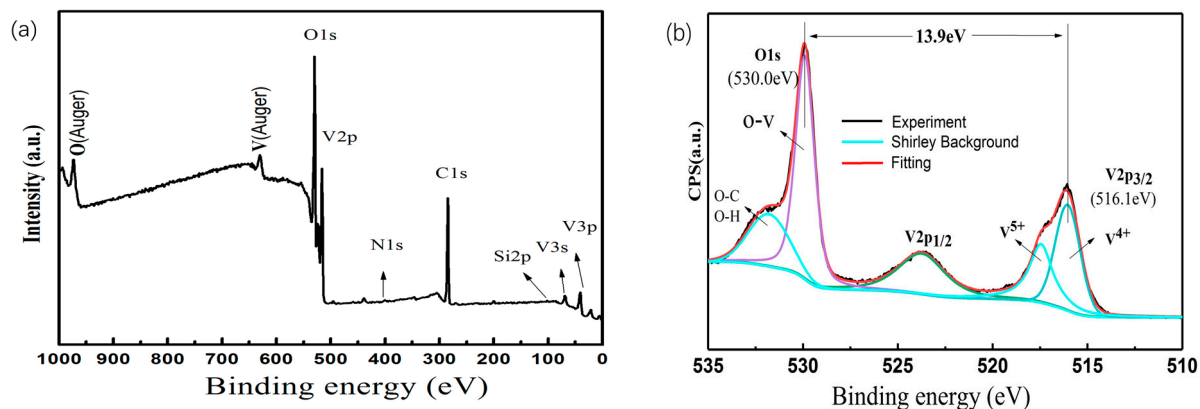 (a)
O1s
O(Auger)
V(Auger)
V2p
C1s
N1s
Si2p
V3s
V3p
Intensity (a.u.)
1000 900 800 700 600 500 400 300 200 100 0
Binding energy (eV)
(b)
13.9eV
O1s
(530.0eV)
O-V
Experiment
Shirley Background
Fitting
V2p3/2
(516.1eV)
O-C
O-H
V2p1/2
V5+
V4+
CPS(a.u.)
535 530 525 520 515 510
Binding energy (eV)